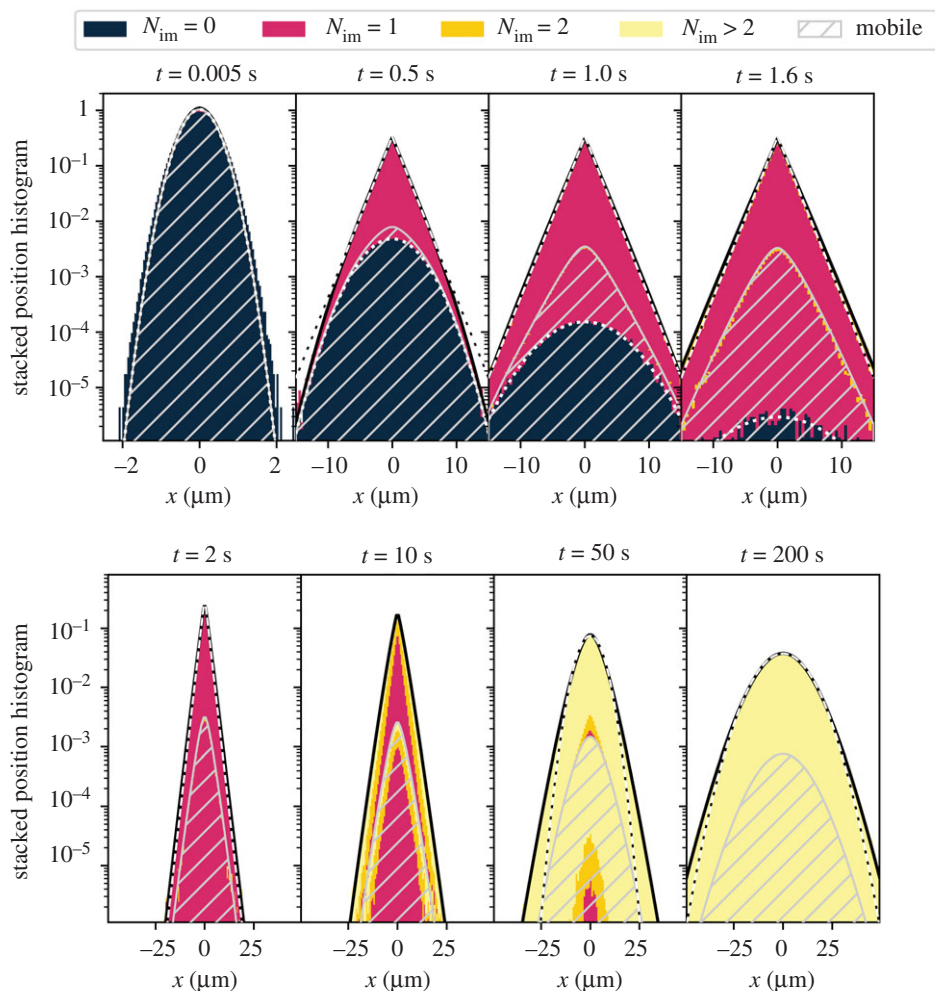 N_im = 0 N_im = 1 N_im = 2 N_im > 2 mobile
t = 0.005 s t = 0.5 s t = 1.0 s t = 1.6 s
1
10⁻¹
10⁻²
10⁻³
10⁻⁴
10⁻⁵
stacked position histogram
−2 0 2 −10 0 10 −10 0 10 −10 0 10
x (μm) x (μm) x (μm) x (μm)
t = 2 s t = 10 s t = 50 s t = 200 s
10⁻¹
10⁻²
10⁻³
10⁻⁴
10⁻⁵
stacked position histogram
−25 0 25 −25 0 25 −25 0 25 −25 0 25
x (μm) x (μm) x (μm) x (μm)